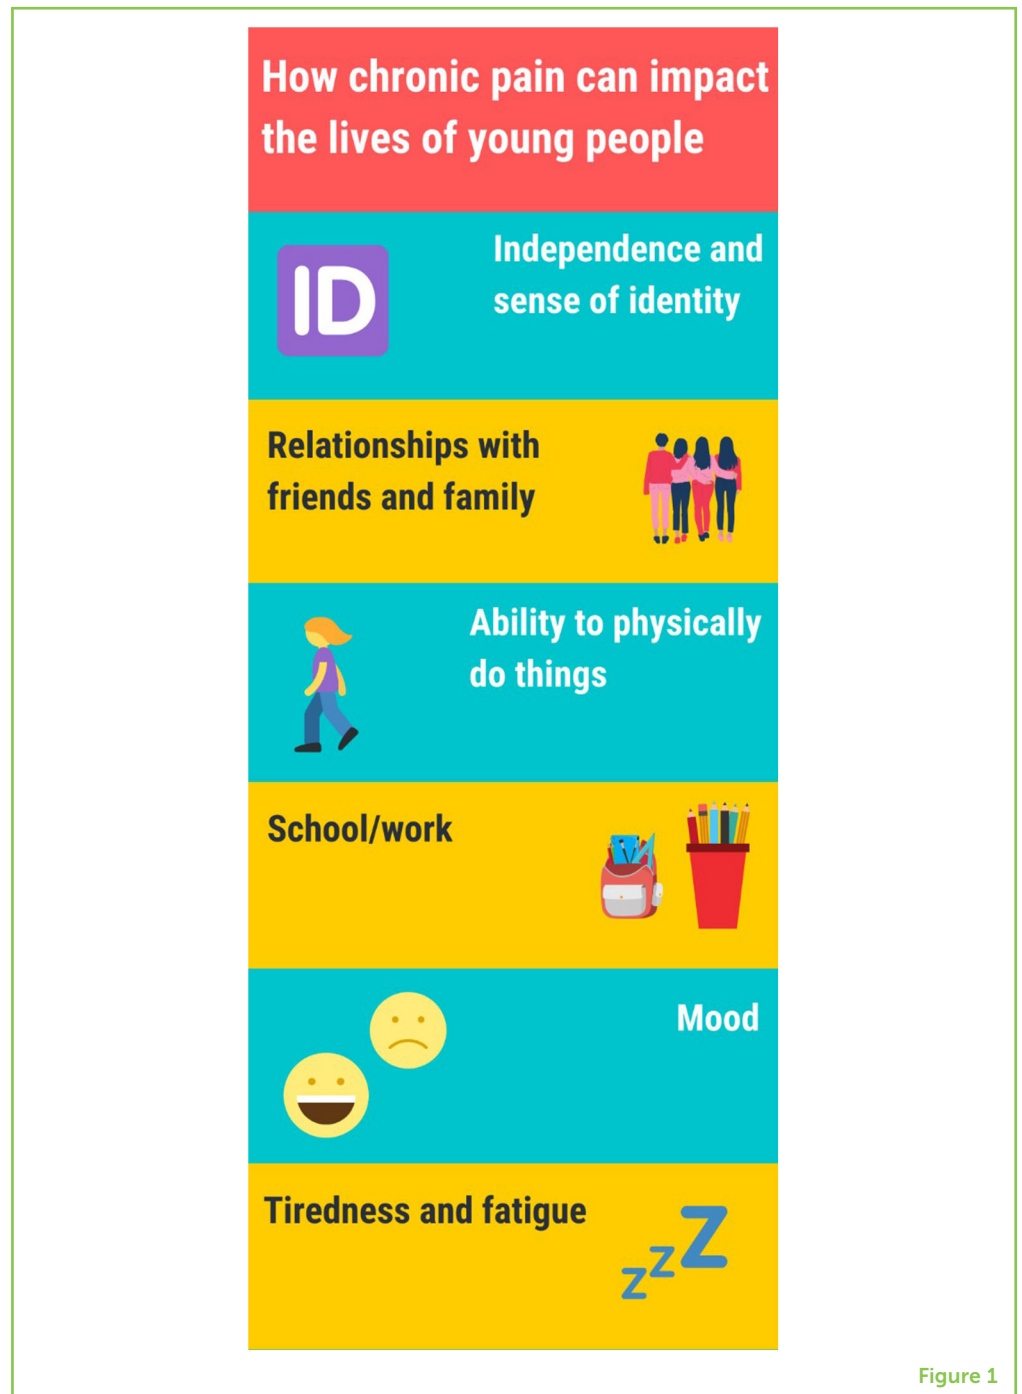 How chronic pain can impact
the lives of young people
ID
Independence and
sense of identity
Relationships with
friends and family
Ability to physically
do things
School/work
Mood
Tiredness and fatigue
zzZ
Figure 1